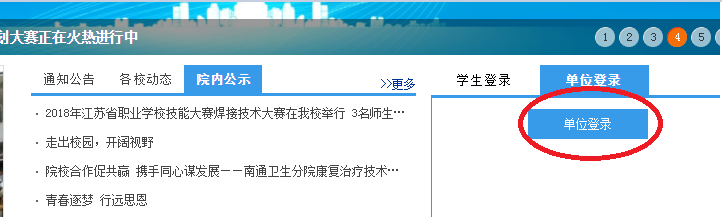 划大赛正在火热进行中
1 2 3 4 5
通知公告 各校动态 院内公示 >>更多
学生登录 单位登录
单位登录
· 2018年江苏省职业学校技能大赛焊接技术大赛在我校举行 3名师生…
· 走出校园，开阔视野
· 院校合作促共赢 携手同心谋发展——南通卫生分院康复治疗技术…
· 青春逐梦 行远思恩